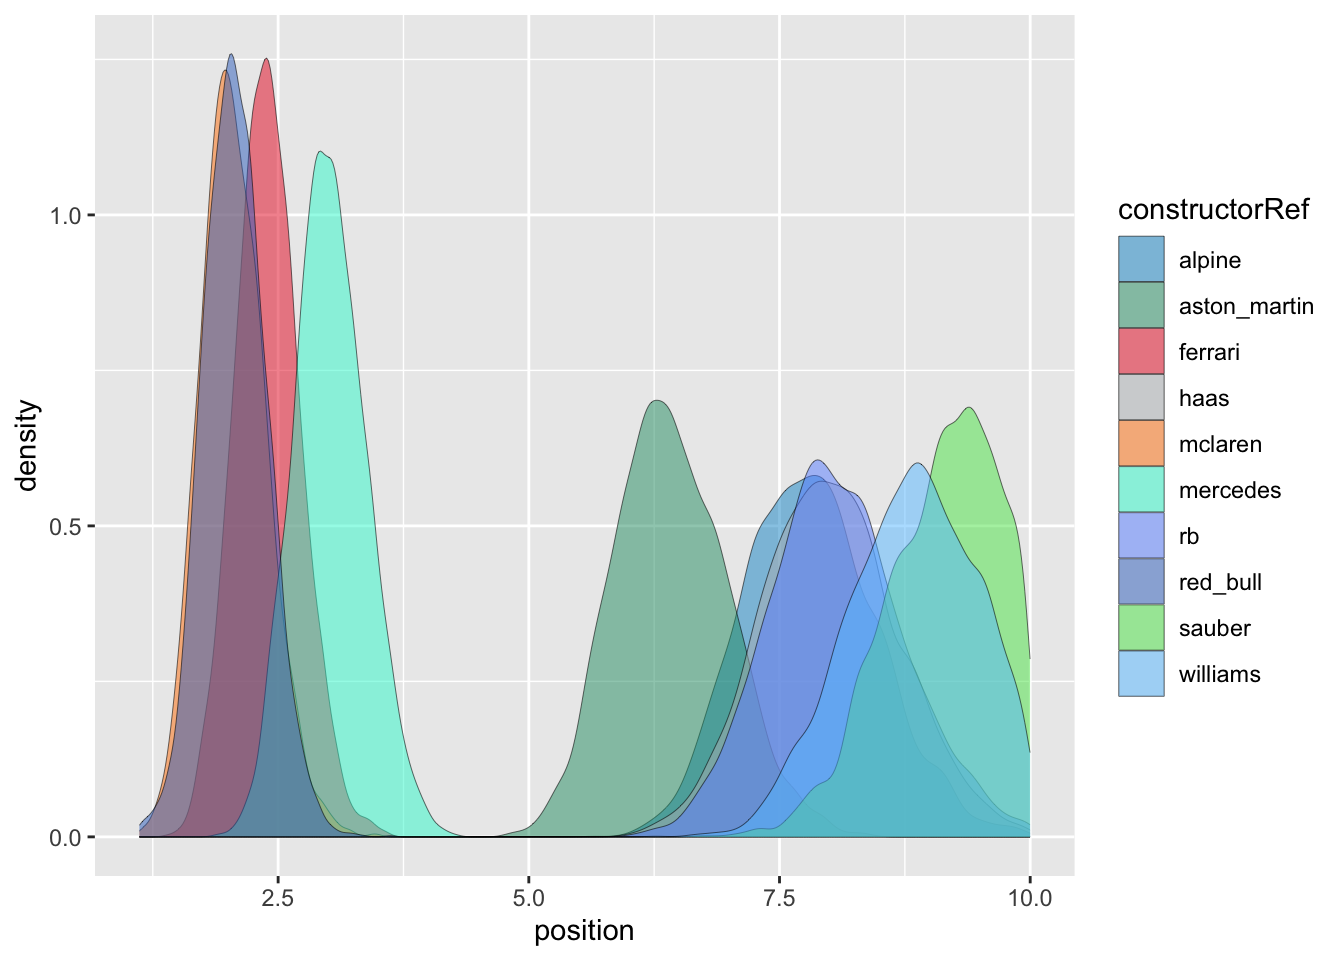 density
1.0
0.5
0.0
2.5
5.0
7.5
10.0
position
constructorRef
alpine
aston_martin
ferrari
haas
mclaren
mercedes
rb
red_bull
sauber
williams